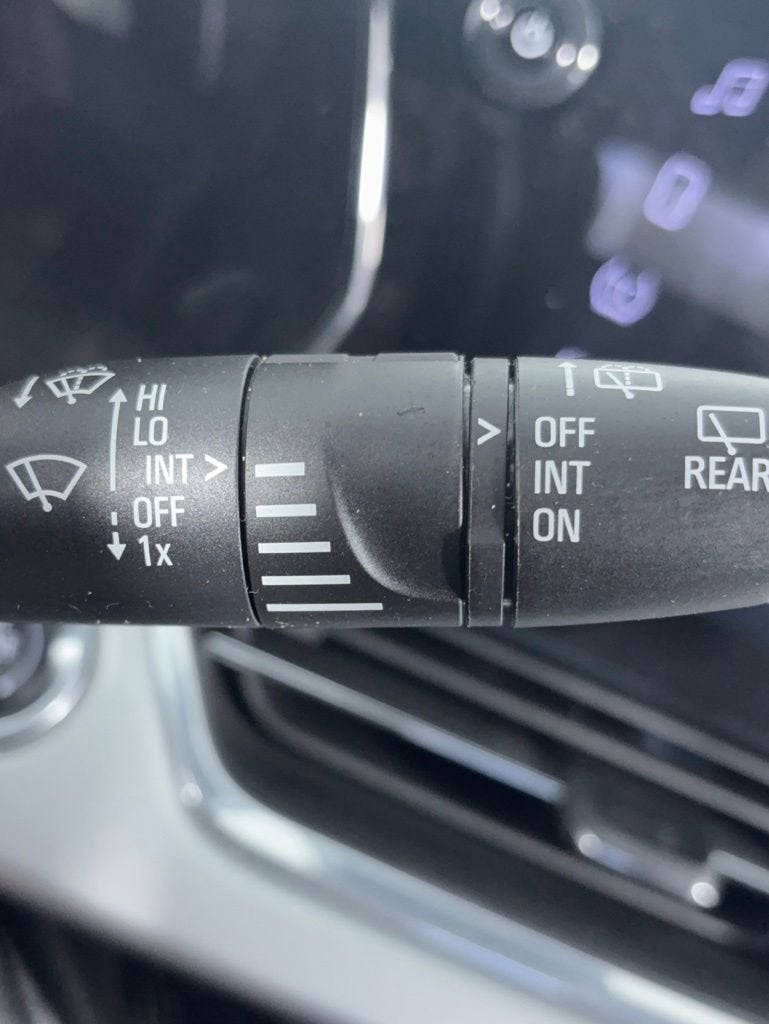 HI
LO
INT >
OFF
1x
>
OFF
INT
ON
REAR